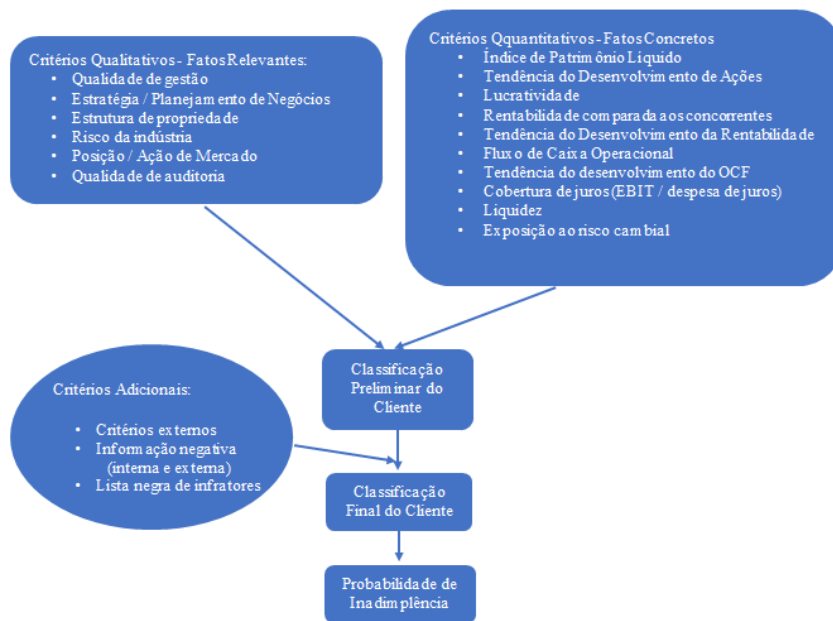 Critérios Qualitativos - Fatos Relevantes:
• Qualidade de gestão
• Estratégia / Planejamento de Negócios
• Estrutura de propriedade
• Risco da indústria
• Posição / Ação de Mercado
• Qualidade de auditoria
Critérios Qquantitativos - Fatos Concretos
• Índice de Patrimônio Líquido
• Tendência do Desenvolvimento de Ações
• Lucratividade
• Rentabilidade comparada aos concorrentes
• Tendência do Desenvolvimento da Rentabilidade
• Fluxo de Caixa Operacional
• Tendência do desenvolvimento do OCF
• Cobertura de juros (EBIT / despesa de juros)
• Liquidez
• Exposição ao risco cambial
Classificação
Preliminar do
Cliente
Critérios Adicionais:
• Critérios externos
• Informação negativa
(interna e externa)
• Lista negra de infratores
Classificação
Final do Cliente
Probabilidade de
Inadimplência